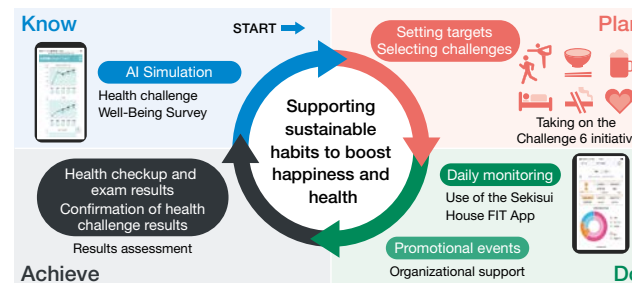 Know
START
AI Simulation
Health challenge
Well-Being Survey
Setting targets
Selecting challenges
Plan
Taking on the
Challenge 6 initiativ
Supporting
sustainable
habits to boost
happiness and
health
Health checkup and
exam results
Confirmation of health
challenge results
Results assessment
Achieve
Daily monitoring
Use of the Sekisui
House FIT App
Promotional events
Organizational support
Do